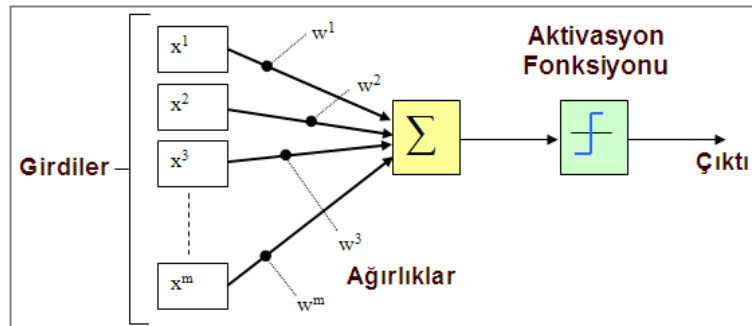 Girdiler
x¹
x²
x³
xᵐ
w¹
w²
w³
wᵐ
Ağırlıklar
∑
Aktivasyon
Fonksiyonu
Çıktı